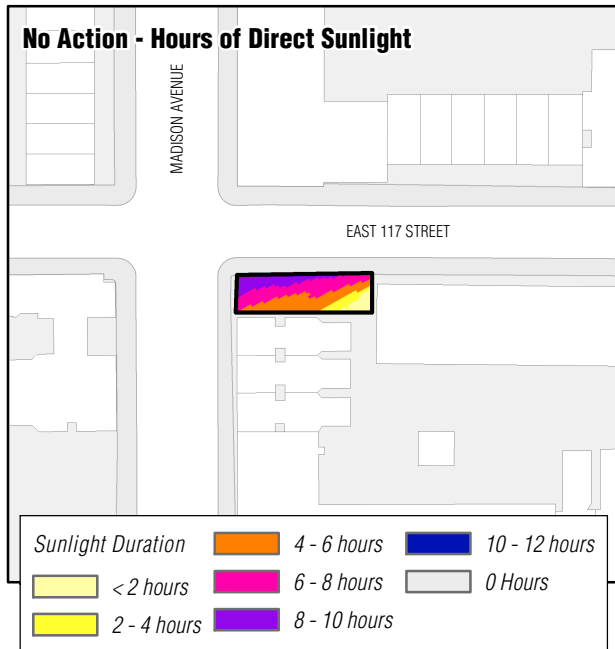 No Action - Hours of Direct Sunlight
MADISON AVENUE
EAST 117 STREET
Sunlight Duration
< 2 hours
2 - 4 hours
4 - 6 hours
6 - 8 hours
8 - 10 hours
10 - 12 hours
0 Hours